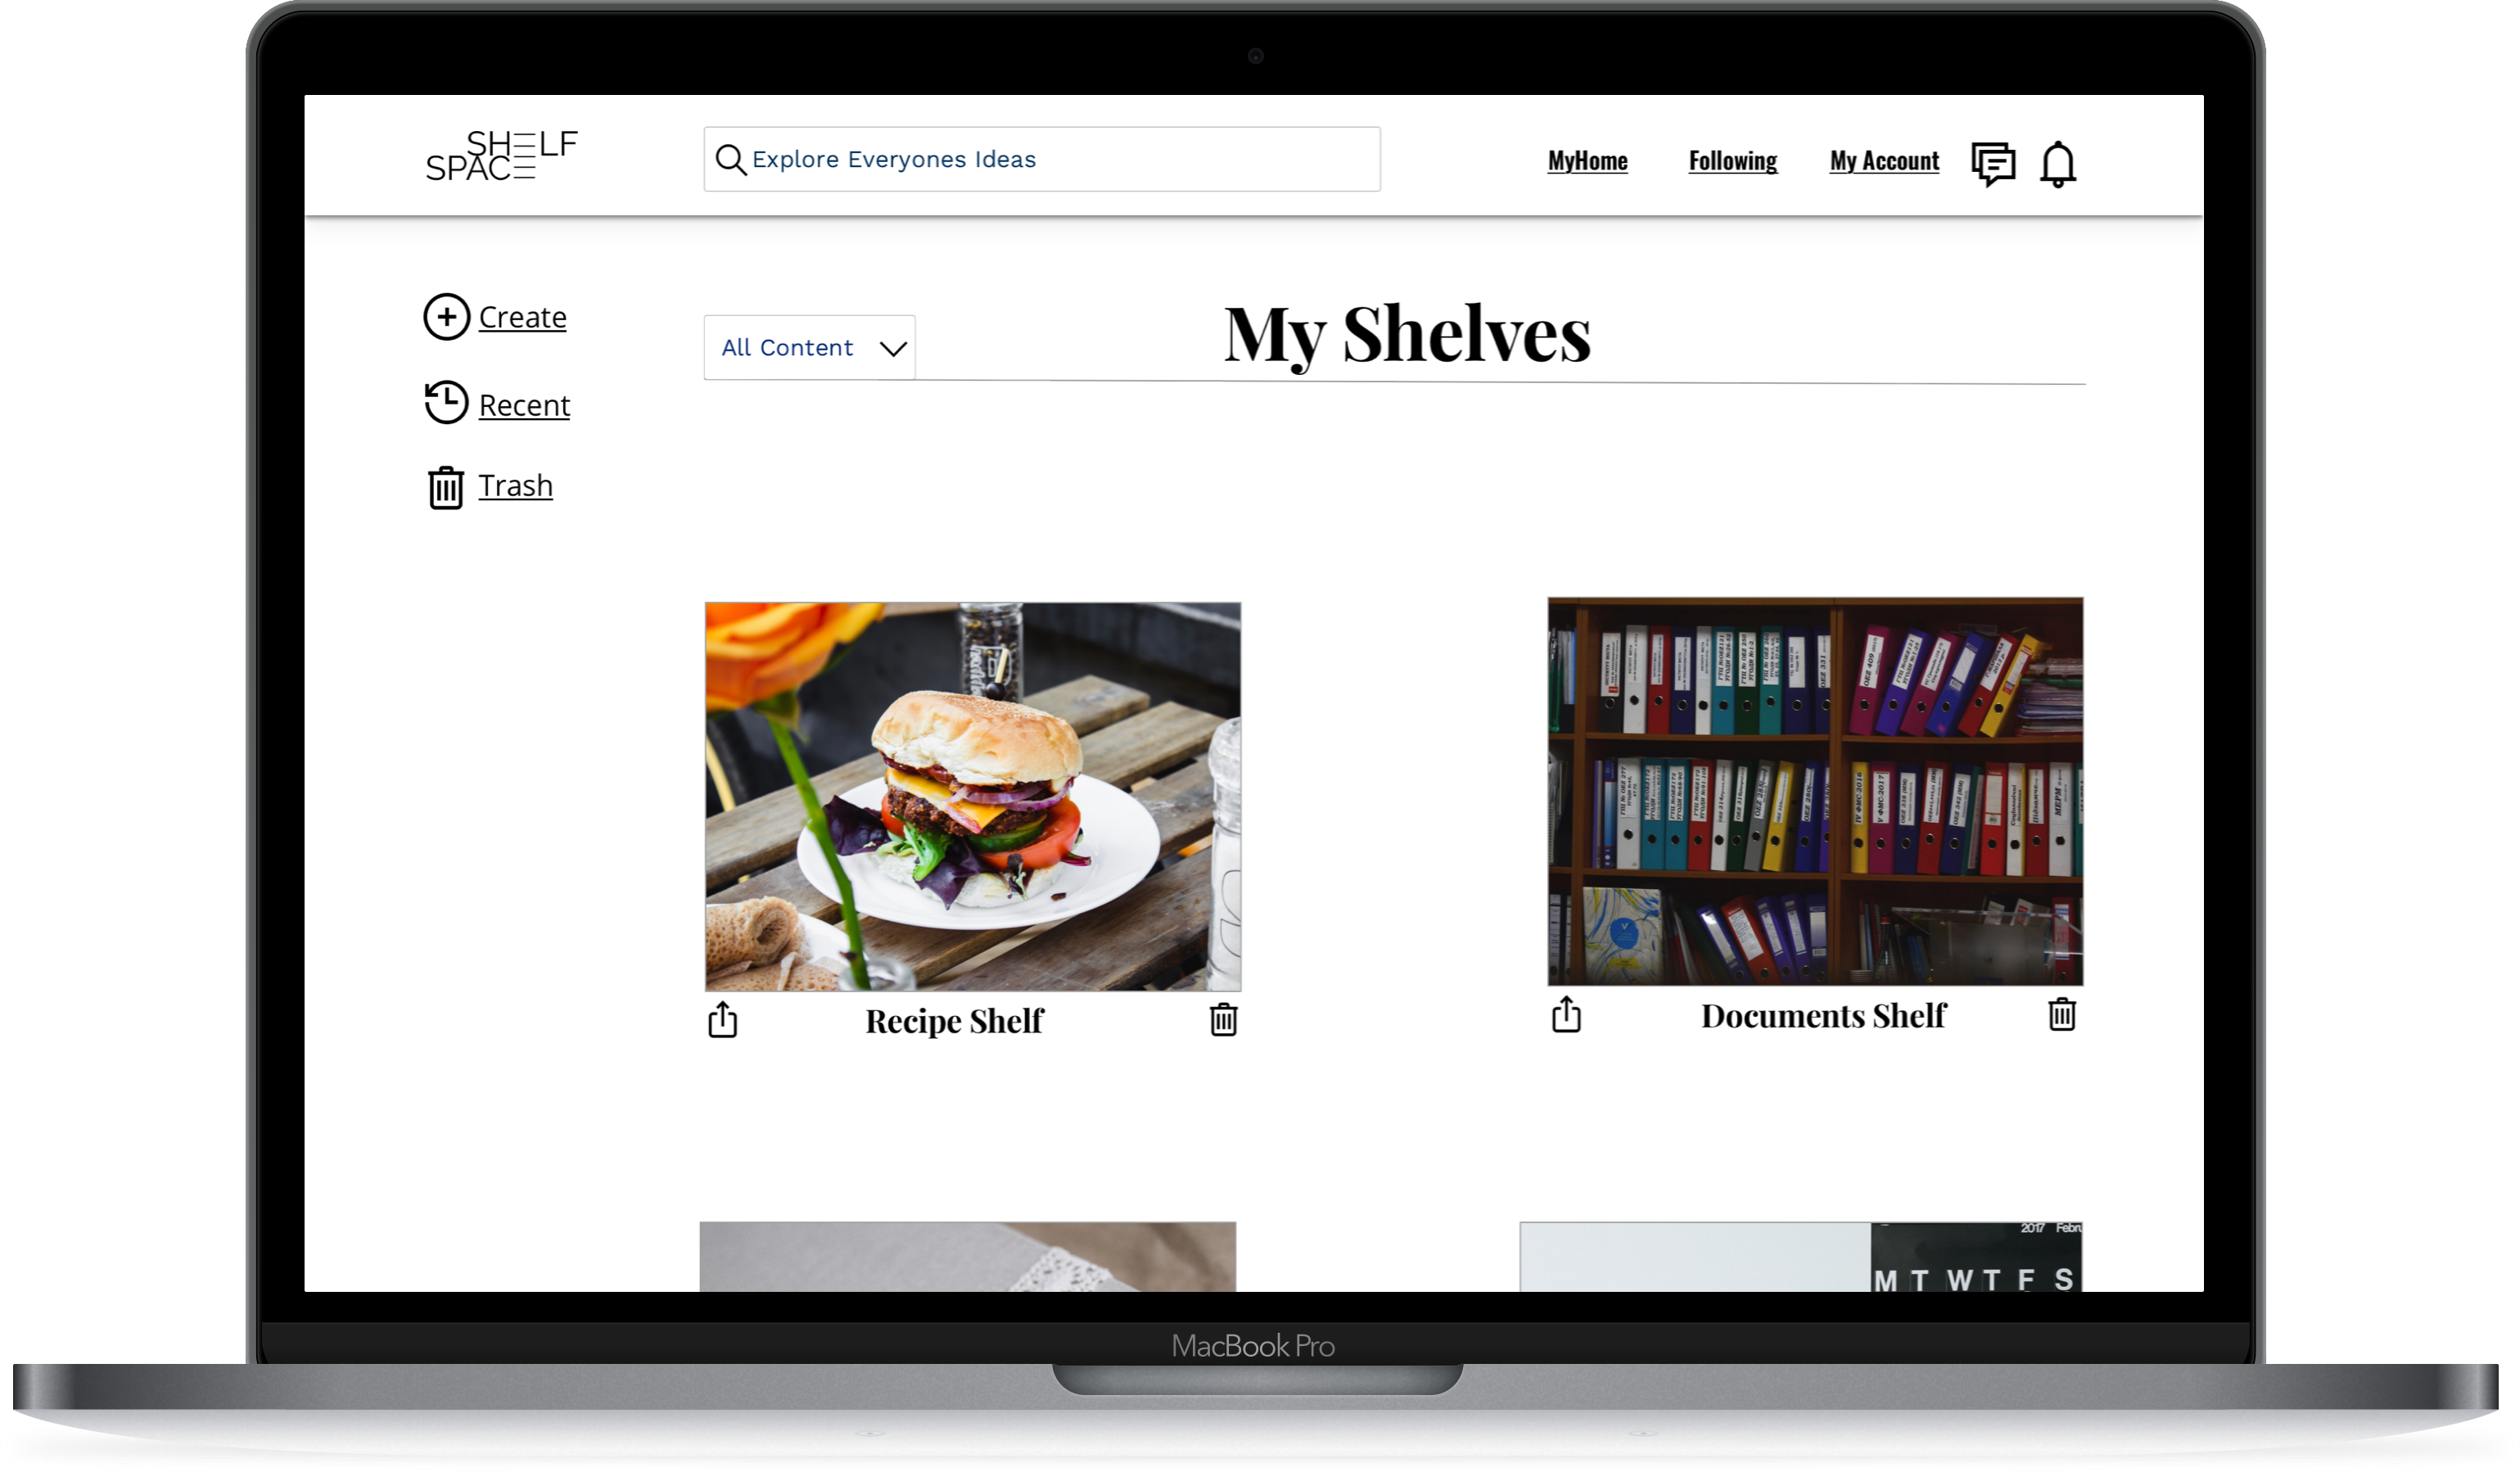 SHELF
SPACE
Explore Everyones Ideas
MyHome
Following
My Account
Create
Recent
Trash
All Content
My Shelves
Recipe Shelf
Documents Shelf
2017
M T W T F S
MacBook Pro